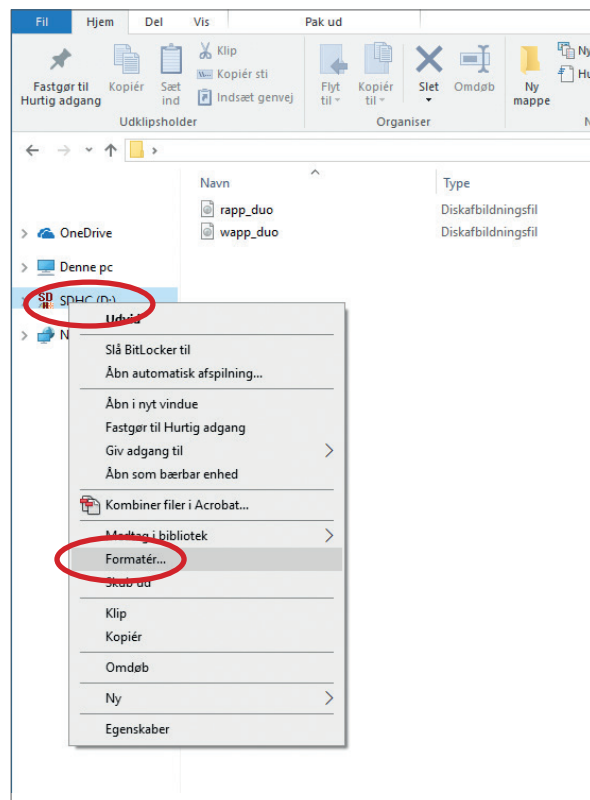 Fil Hjem Del Vis Pak ud
Fastgør til
Hurtig adgang
Kopiér
Sæt
ind
Klip
Kopiér sti
Indsæt genvej
Udklipsholder
Flyt
til
Kopiér
til
Slet
Omdøb
Organiser
Ny
mappe
Ny
Navn Type
rapp_duo Diskafbildningsfil
wapp_duo Diskafbildningsfil
OneDrive
Denne pc
SDHC (D:)
N
Udvid
Slå BitLocker til
Åbn automatisk afspilning...
Åbn i nyt vindue
Fastgør til Hurtig adgang
Giv adgang til
Åbn som bærbar enhed
Kombiner filer i Acrobat...
Medtag i bibliotek
Formatér...
Skub ud
Klip
Kopiér
Omdøb
Ny
Egenskaber